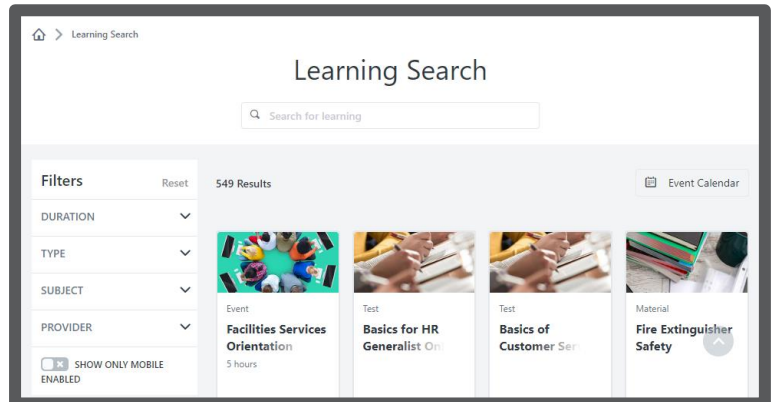 Learning Search
Learning Search
Search for learning
Filters
Reset
549 Results
Event Calendar
DURATION
TYPE
SUBJECT
PROVIDER
SHOW ONLY MOBILE
ENABLED
Event
Facilities Services
Orientation
5 hours
Test
Basics for HR
Generalist
Test
Basics of
Customer
Material
Fire Extinguisher
Safety